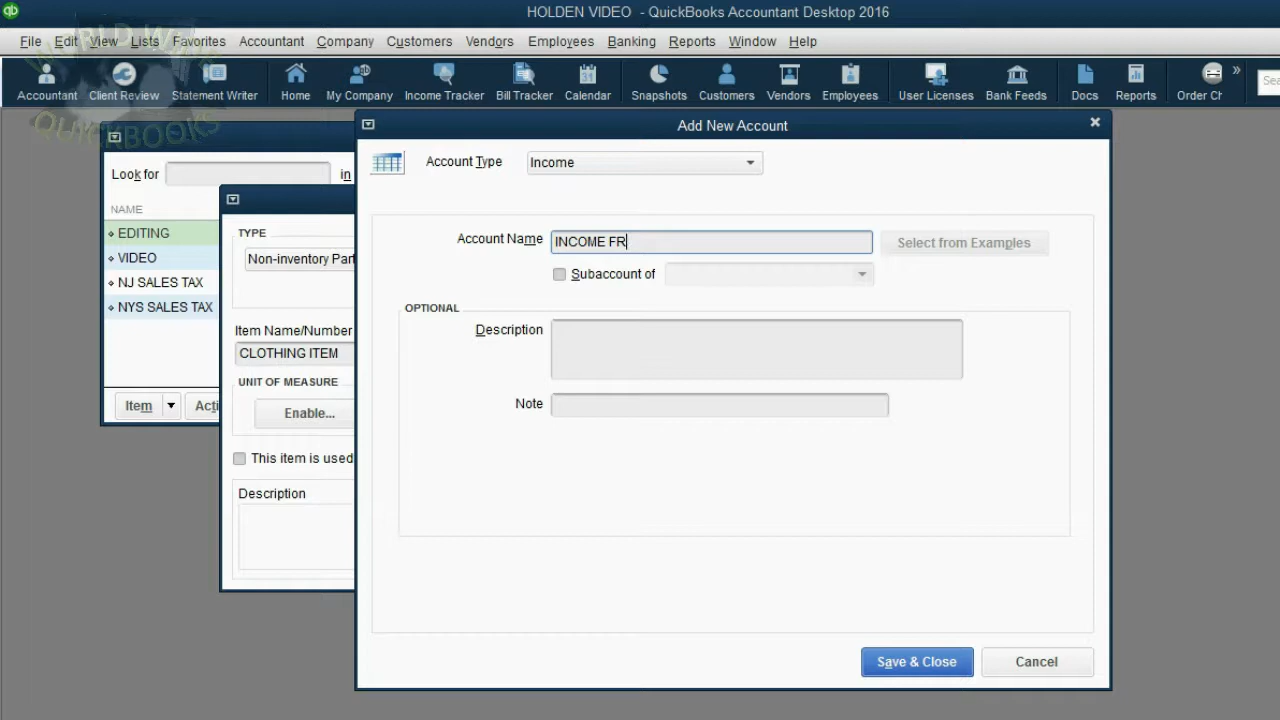 HOLDEN VIDEO - QuickBooks Accountant Desktop 2016
File Edit View Lists Favorites Accountant Company Customers Vendors Employees Banking Reports Window Help
Accountant Client Review Statement Writer Home My Company Income Tracker Bill Tracker Calendar Snapshots Customers Vendors Employees User Licenses Bank Feeds Docs Reports Order Ch » Sea
WORLD WIDE
QUICKBOOKS
Look for in
NAME
EDITING
VIDEO
NJ SALES TAX
NYS SALES TAX
Item Acti
TYPE
Non-inventory Part
Item Name/Number
CLOTHING ITEM
UNIT OF MEASURE
Enable...
This item is used
Description
Add New Account
Account Type Income
Account Name INCOME FR Select from Examples
Subaccount of
OPTIONAL
Description
Note
Save & Close Cancel